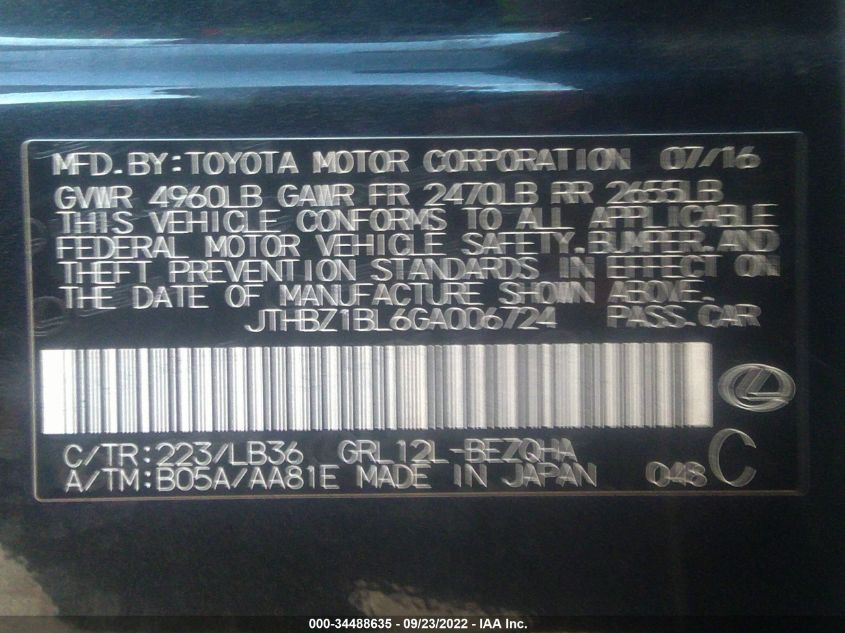 MFD. BY: TOYOTA MOTOR CORPORATION 07/16
GVWR 4960LB GAWR FR 2470LB RR 2655LB
THIS VEHICLE CONFORMS TO ALL APPLICABLE
FEDERAL MOTOR VEHICLE SAFETY, BUMPER, AND
THEFT PREVENTION STANDARDS IN EFFECT ON
THE DATE OF MANUFACTURE SHOWN ABOVE.
JTHBZ1BL6GA006724 PASS. CAR
C/TR: 223/LB36 GRL12L-BEZQHA
A/TM: B05A/AA81E MADE IN JAPAN 048 C
000-34488635 - 09/23/2022 - IAA Inc.